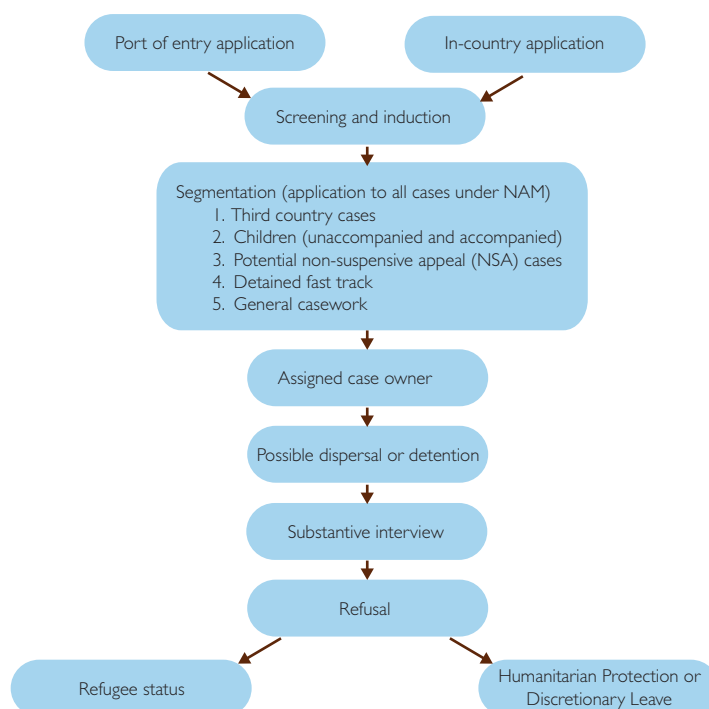 Port of entry application
In-country application
Screening and induction
Segmentation (application to all cases under NAM)
1. Third country cases
2. Children (unaccompanied and accompanied)
3. Potential non-suspensive appeal (NSA) cases
4. Detained fast track
5. General casework
Assigned case owner
Possible dispersal or detention
Substantive interview
Refusal
Refugee status
Humanitarian Protection or
Discretionary Leave